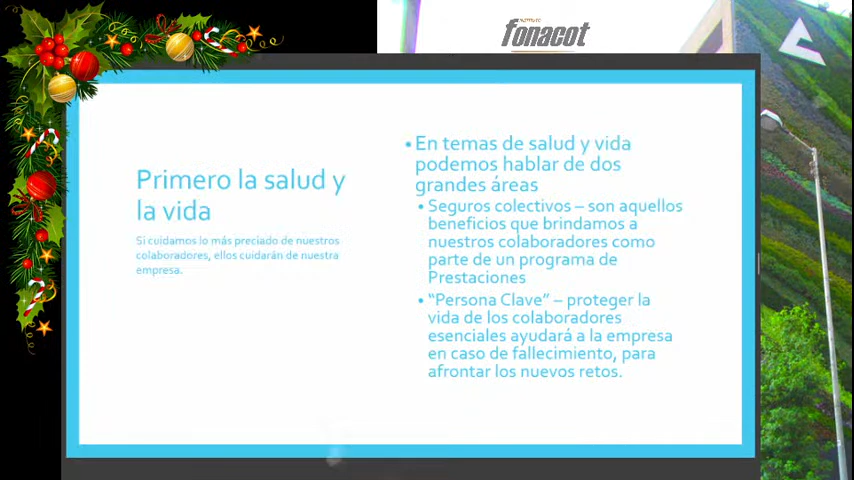 fonacot
Primero la salud y
la vida
Si cuidamos lo más preciado de nuestros
colaboradores, ellos cuidarán de nuestra
empresa.
• En temas de salud y vida
podemos hablar de dos
grandes áreas
• Seguros colectivos – son aquellos
beneficios que brindamos a
nuestros colaboradores como
parte de un programa de
Prestaciones
• “Persona Clave” – proteger la
vida de los colaboradores
esenciales ayudará a la empresa
en caso de fallecimiento, para
afrontar los nuevos retos.